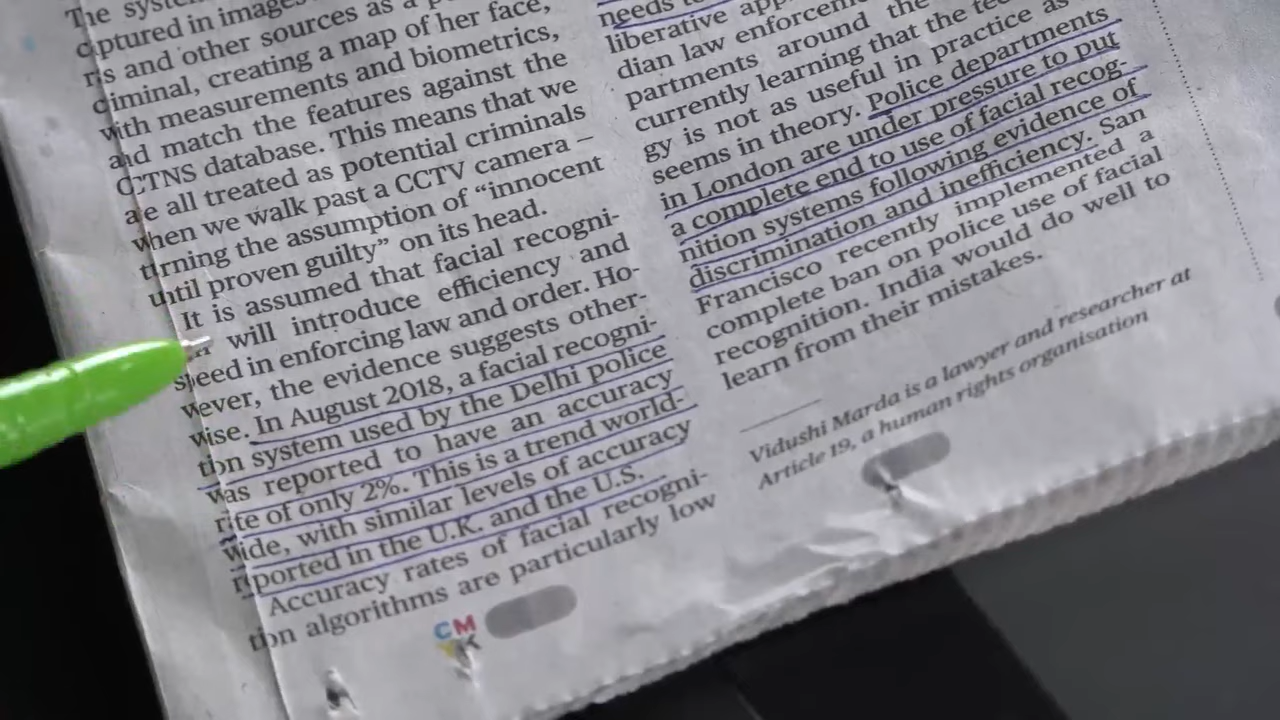 The system
captured in images
and other sources as a
criminal, creating a map of her face,
with measurements and biometrics,
and match the features against the
CCTNS database. This means that we
are all treated as potential criminals
when we walk past a CCTV camera –
turning the assumption of “innocent
until proven guilty” on its head.
It is assumed that facial recogni-
will introduce efficiency and
speed in enforcing law and order. Ho-
wever, the evidence suggests other-
wise. In August 2018, a facial recogni-
tion system used by the Delhi police
was reported to have an accuracy
rate of only 2%. This is a trend world-
wide, with similar levels of accuracy
reported in the U.K. and the U.S.
Accuracy rates of facial recogni-
tion algorithms are particularly low
CMYK
needs
liberative
dian law enforcement
partments around the
currently learning that the
gy is not as useful in practice as
seems in theory. Police departments
in London are under pressure to put
a complete end to use of facial recog-
nition systems following evidence of
discrimination and inefficiency. San
Francisco recently implemented a
complete ban on police use of facial
recognition. India would do well to
learn from their mistakes.
Vidushi Marda is a lawyer and researcher at
Article 19, a human rights organisation